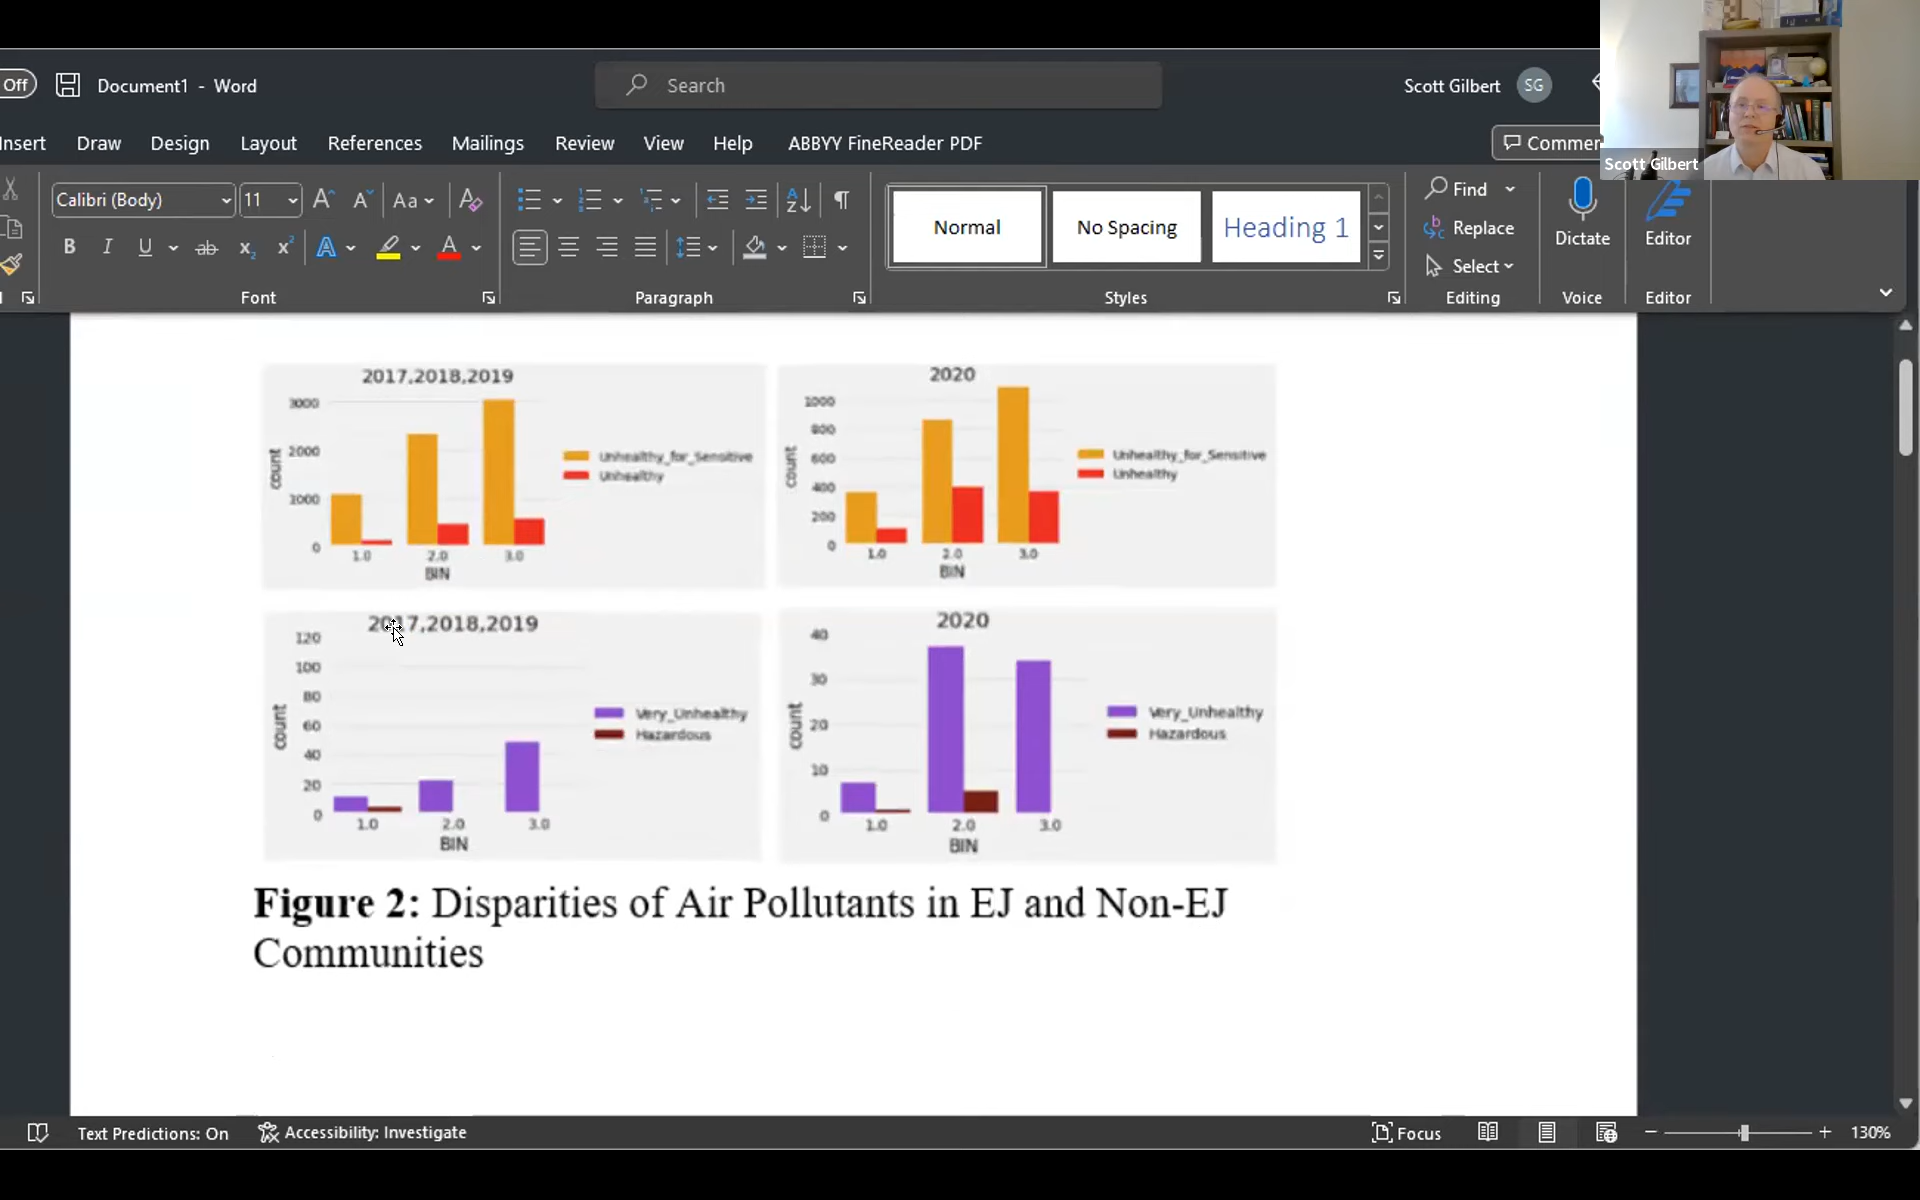 Off Document1 - Word Search Scott Gilbert SG
Insert Draw Design Layout References Mailings Review View Help ABBYY FineReader PDF
Scott Gilbert
Calibri (Body) 11 Aa Find
Normal No Spacing Heading 1 Replace Dictate Editor
B I U ab x₂ x² A A Select
Font Paragraph Styles Editing Voice Editor
2017,2018,2019
3000
2000
1000
0
count
1.0 2.0 3.0
BIN
Unhealthy_for_Sensitive
Unhealthy
2020
1000
800
600
400
200
0
count
1.0 2.0 3.0
BIN
Unhealthy_for_Sensitive
Unhealthy
2017,2018,2019
120
100
80
60
40
20
0
count
1.0 2.0 3.0
BIN
Very_Unhealthy
Hazardous
2020
40
30
20
10
0
count
1.0 2.0 3.0
BIN
Very_Unhealthy
Hazardous
Figure 2: Disparities of Air Pollutants in EJ and Non-EJ
Communities
Text Predictions: On Accessibility: Investigate Focus 130%